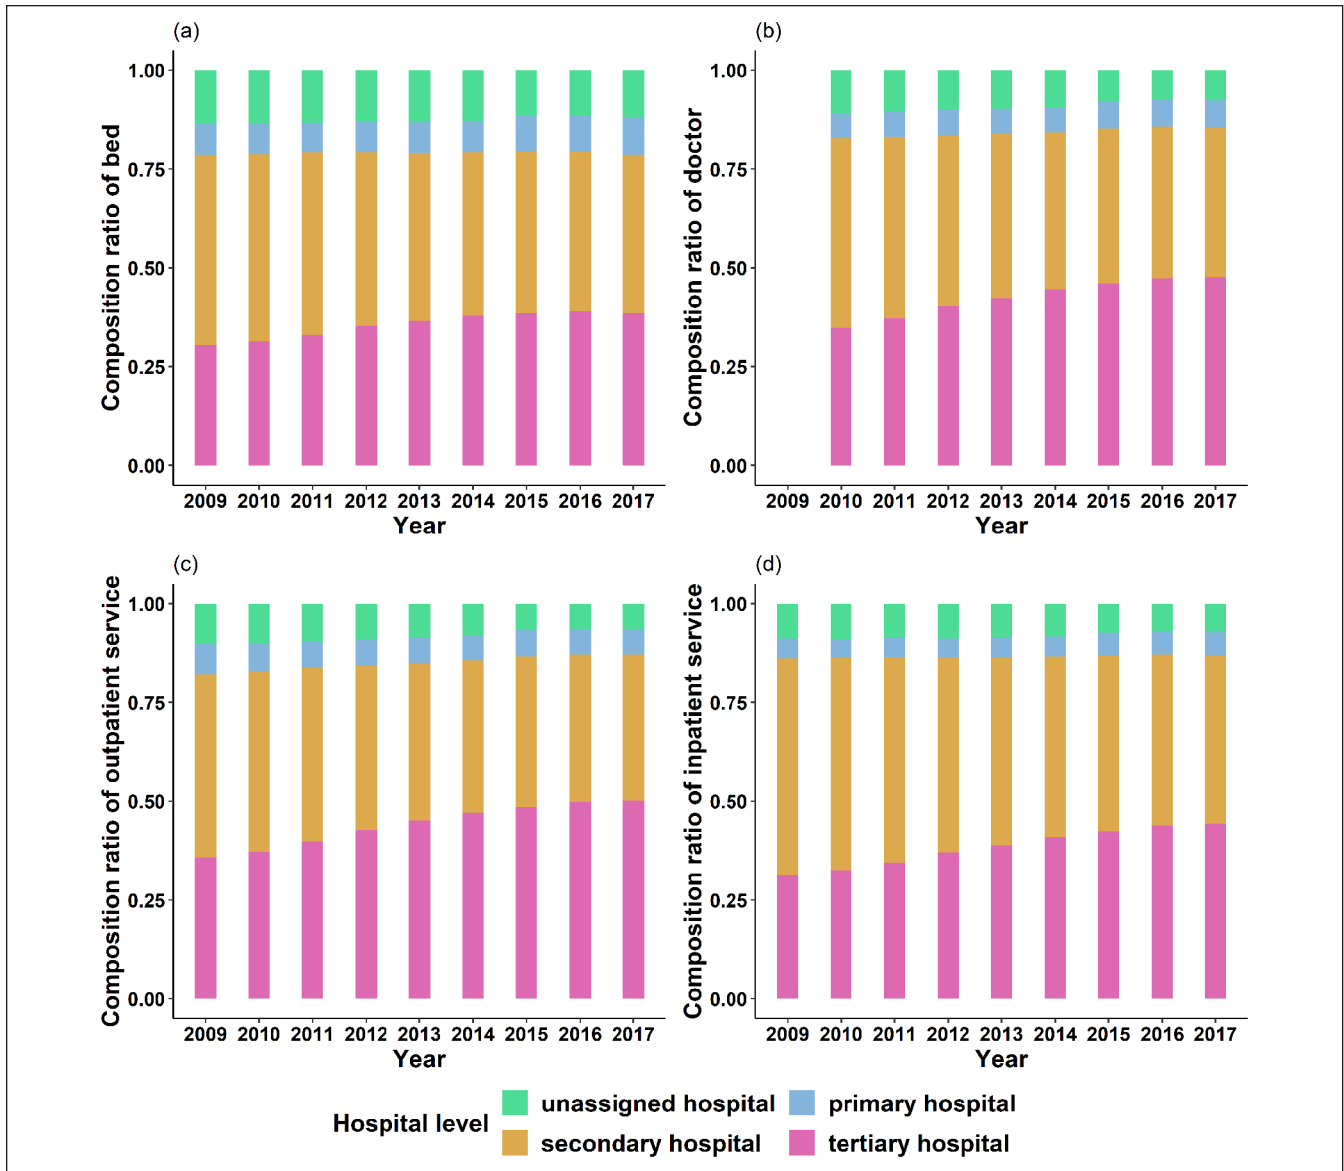 (a)
Composition ratio of bed
1.00
0.75
0.50
0.25
0.00
2009 2010 2011 2012 2013 2014 2015 2016 2017
Year
(b)
Composition ratio of doctor
1.00
0.75
0.50
0.25
0.00
2009 2010 2011 2012 2013 2014 2015 2016 2017
Year
(c)
Composition ratio of outpatient service
1.00
0.75
0.50
0.25
0.00
2009 2010 2011 2012 2013 2014 2015 2016 2017
Year
(d)
Composition ratio of inpatient service
1.00
0.75
0.50
0.25
0.00
2009 2010 2011 2012 2013 2014 2015 2016 2017
Year
Hospital level
unassigned hospital
primary hospital
secondary hospital
tertiary hospital